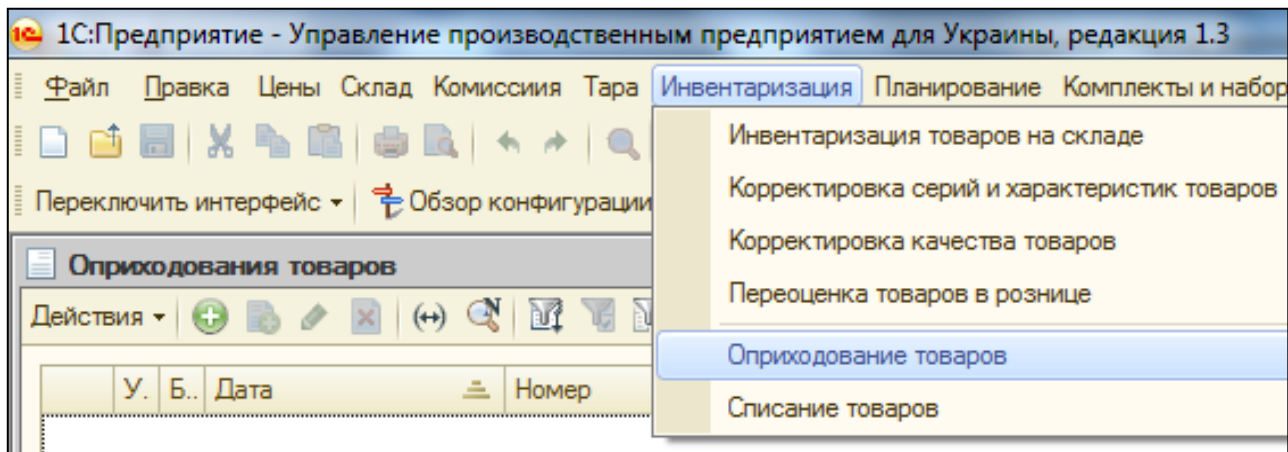 1С:Предприятие - Управление производственным предприятием для Украины, редакция 1.3
Файл Правка Цены Склад Комиссиия Тара Инвентаризация Планирование Комплекты и набор
Инвентаризация товаров на складе
Корректировка серий и характеристик товаров
Корректировка качества товаров
Переоценка товаров в рознице
Оприходование товаров
Списание товаров
Переключить интерфейс Обзор конфигурации
Оприходования товаров
Действия
У. Б.. Дата Номер